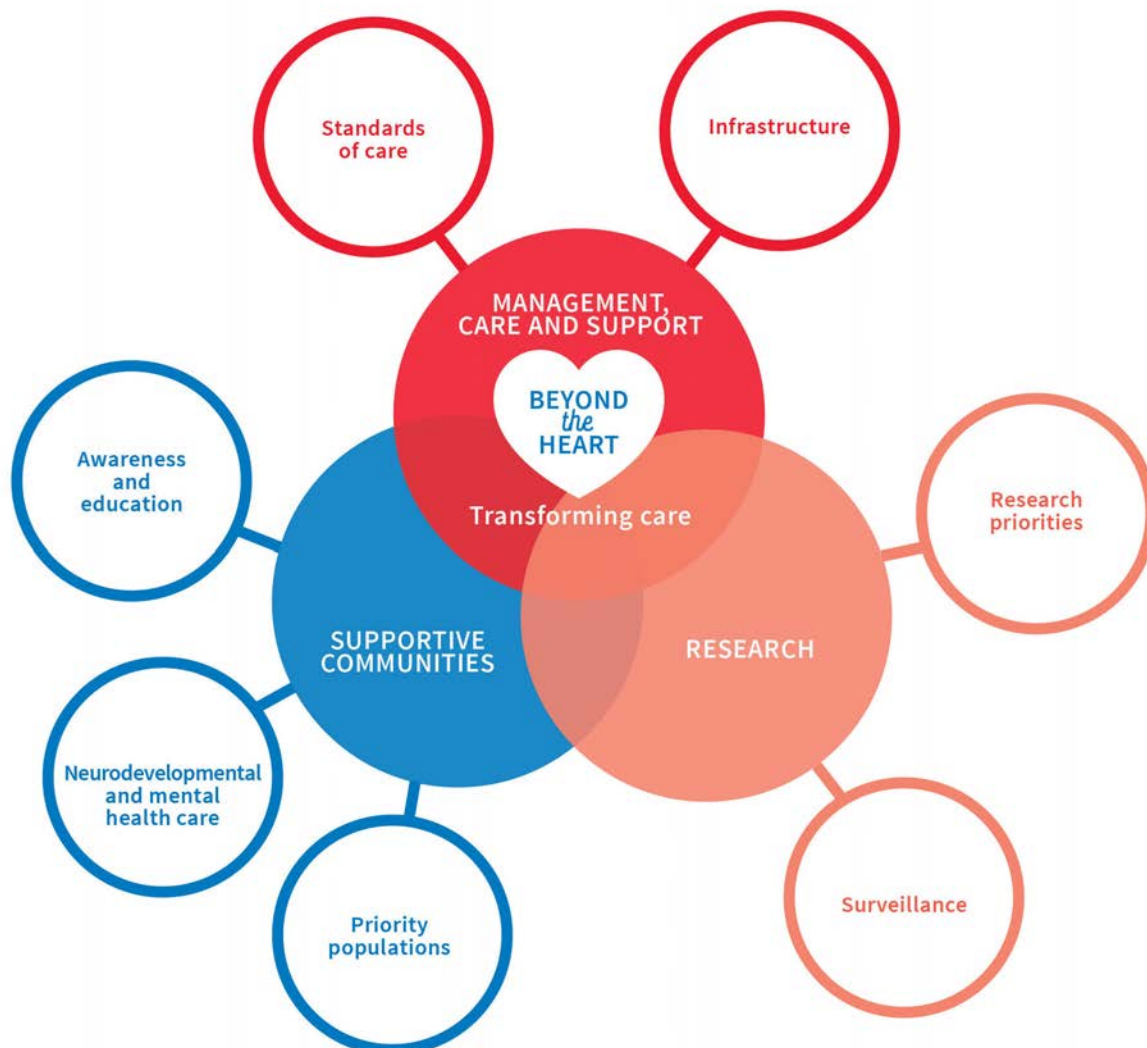 Standards
of care
Infrastructure
MANAGEMENT,
CARE AND SUPPORT
BEYOND
the
HEART
Transforming care
Awareness
and
education
Research
priorities
SUPPORTIVE
COMMUNITIES
RESEARCH
Neurodevelopmental
and mental
health care
Priority
populations
Surveillance